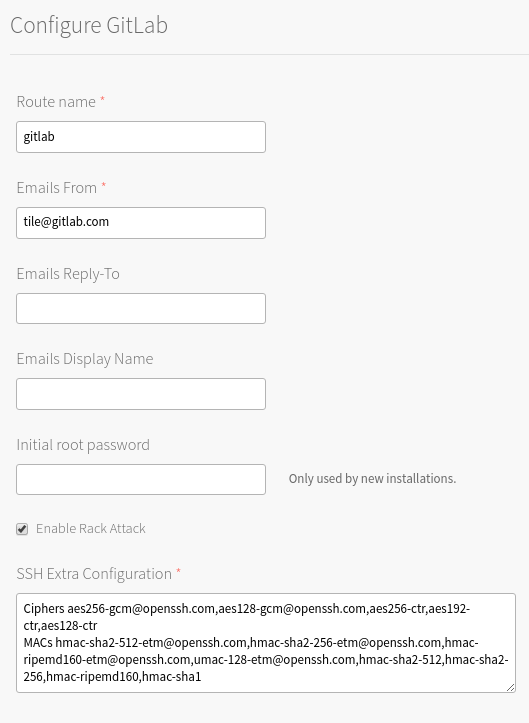 Configure GitLab
Route name *
gitlab
Emails From *
tile@gitlab.com
Emails Reply-To
Emails Display Name
Initial root password
Only used by new installations.
Enable Rack Attack
SSH Extra Configuration *
Ciphers aes256-gcm@openssh.com,aes128-gcm@openssh.com,aes256-ctr,aes192-
ctr,aes128-ctr
MACs hmac-sha2-512-etm@openssh.com,hmac-sha2-256-etm@openssh.com,hmac-
ripemd160-etm@openssh.com,umac-128-etm@openssh.com,hmac-sha2-512,hmac-sha2-
256,hmac-ripemd160,hmac-sha1